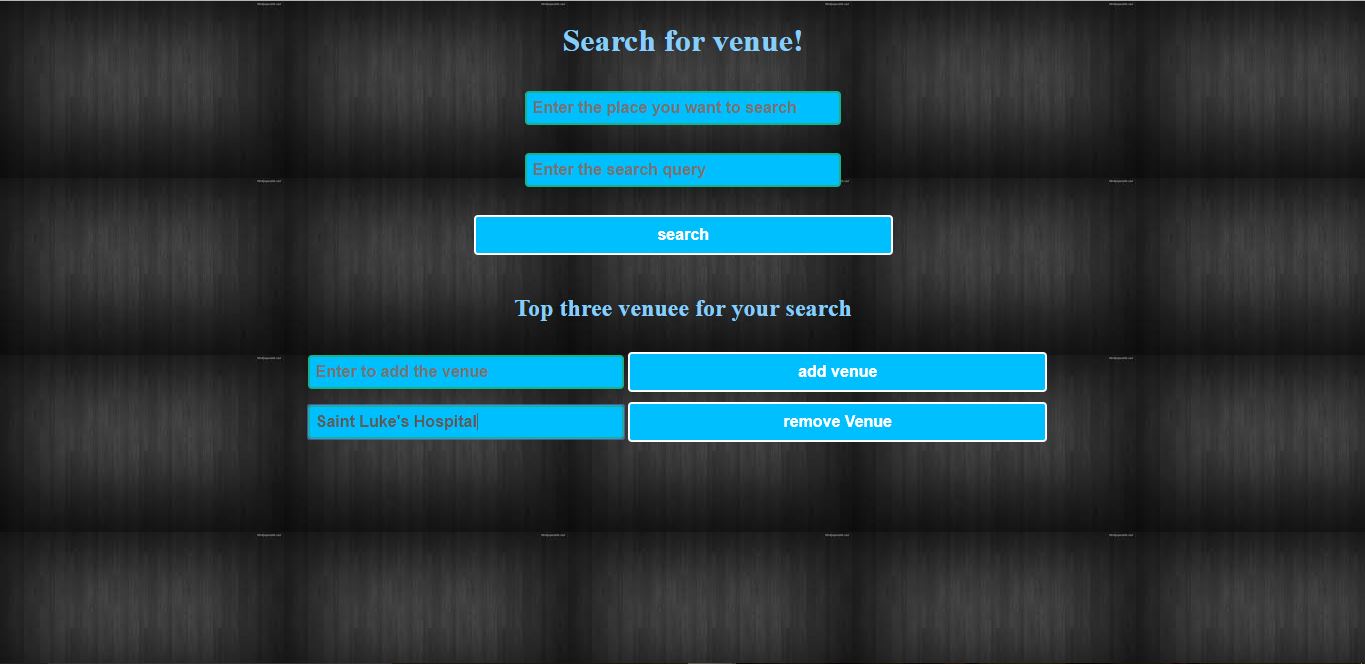 Search for venue!
Enter the place you want to search
Enter the search query
search
Top three venuee for your search
Enter to add the venue
add venue
Saint Luke's Hospital
remove Venue